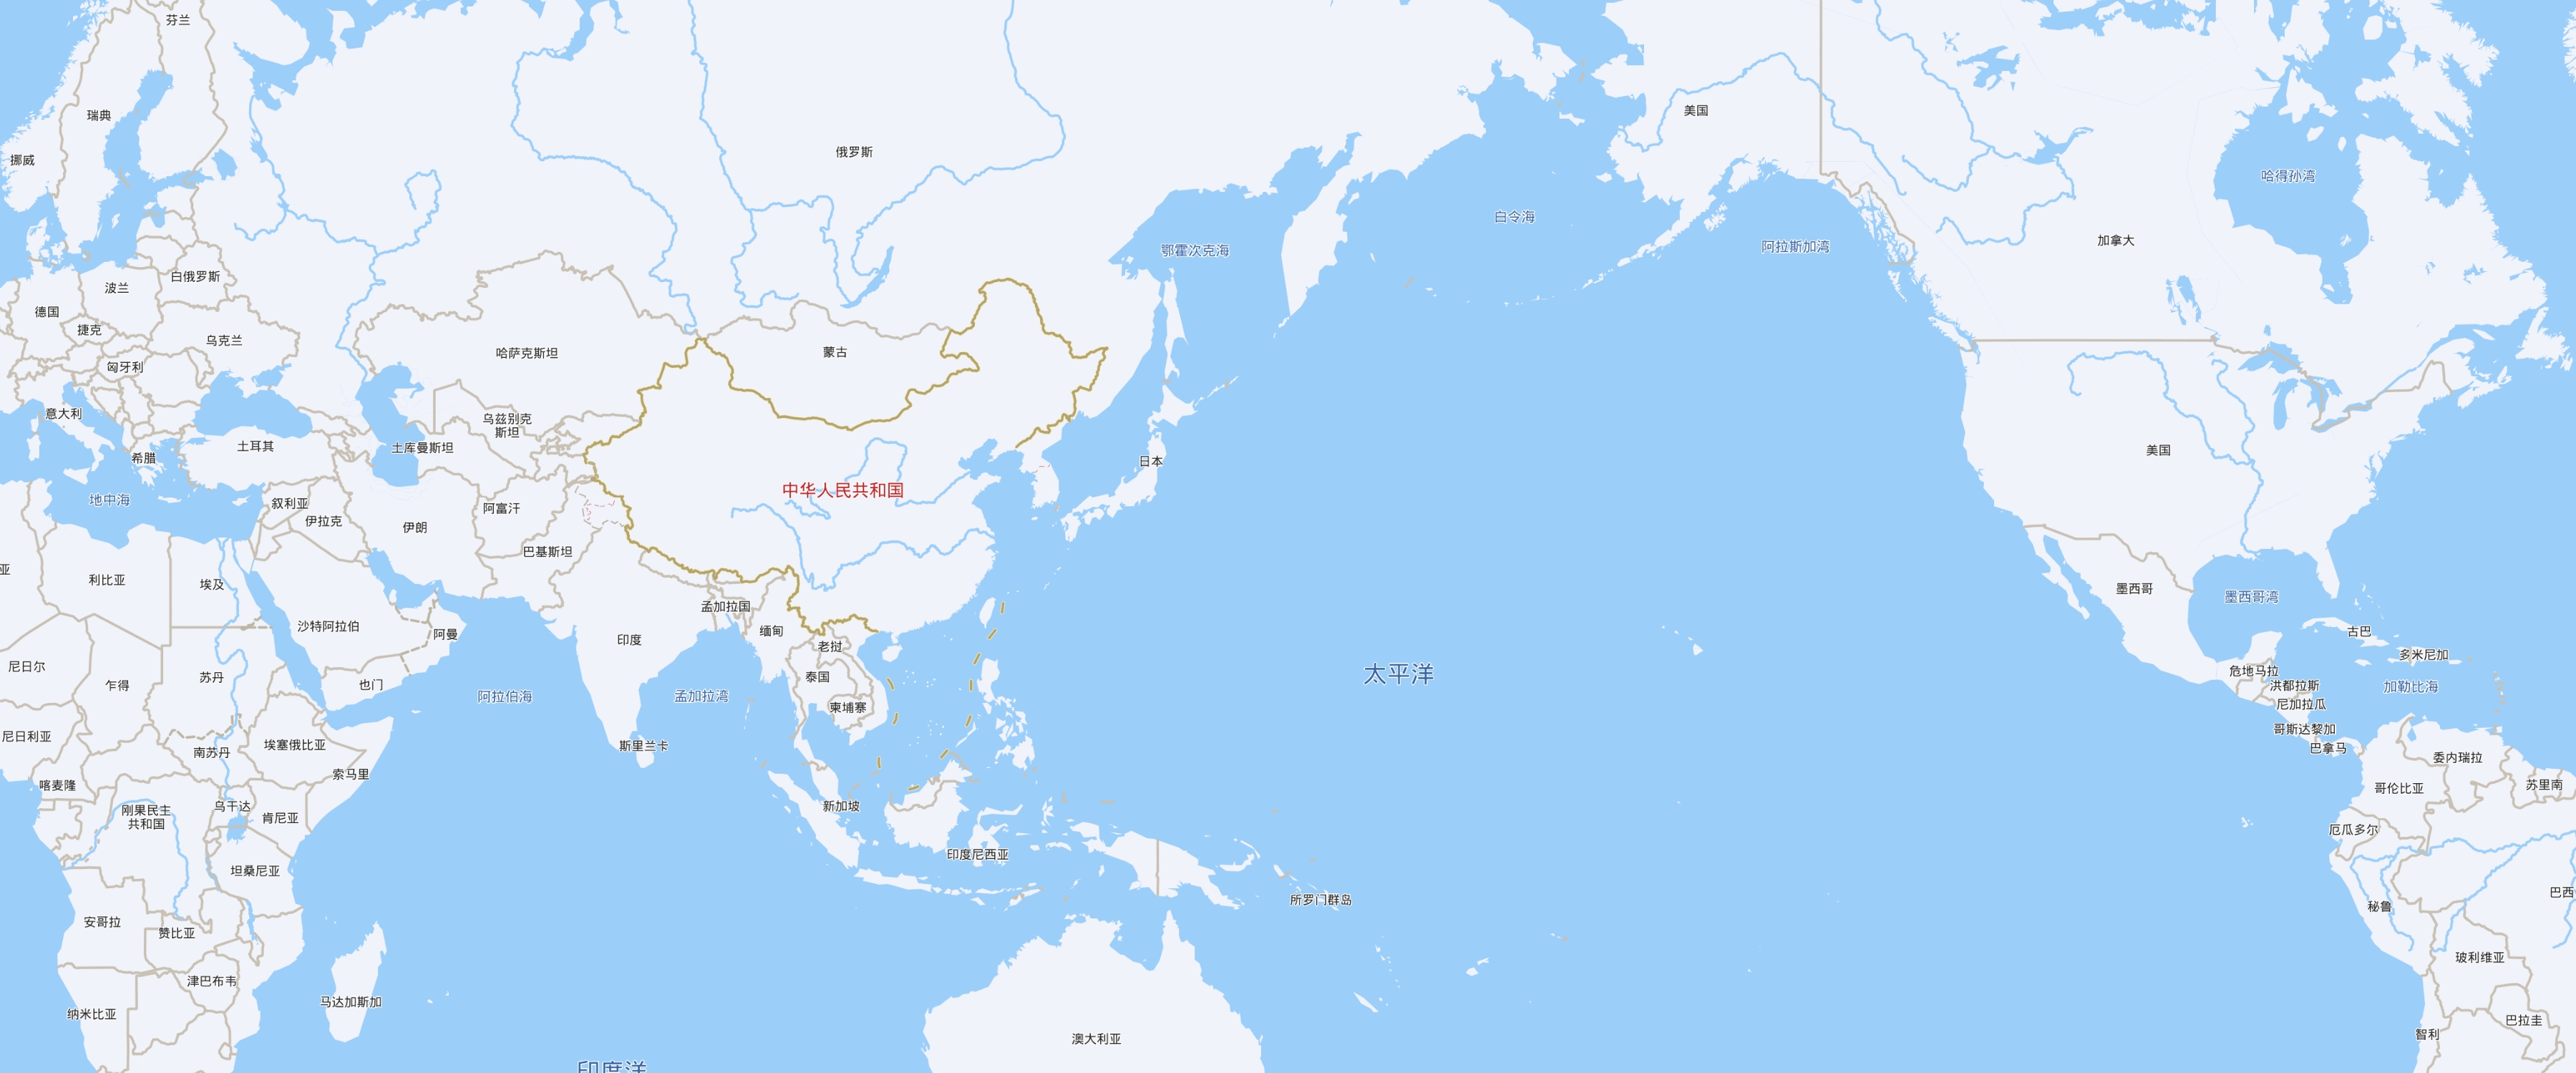 芬兰
瑞典
美国
俄罗斯
挪威
哈得孙湾
白令海
加拿大
阿拉斯加湾
鄂霍次克海
白俄罗斯
波兰
德国
捷克
乌克兰
蒙古
哈萨克斯坦
匈牙利
意大利
乌兹别克
斯坦
土耳其
土库曼斯坦
美国
希腊
日本
中华人民共和国
地中海
叙利亚
阿富汗
伊拉克
伊朗
巴基斯坦
亚
利比亚
埃及
墨西哥
墨西哥湾
孟加拉国
沙特阿拉伯
缅甸
古巴
阿曼
印度
老挝
多米尼加
尼日尔
危地马拉
太平洋
苏丹
泰国
乍得
也门
洪都拉斯
加勒比海
阿拉伯海
孟加拉湾
尼加拉瓜
柬埔寨
哥斯达黎加
尼日利亚
埃塞俄比亚
斯里兰卡
巴拿马
南苏丹
委内瑞拉
索马里
喀麦隆
苏里南
哥伦比亚
乌干达
新加坡
刚果民主
共和国
肯尼亚
厄瓜多尔
印度尼西亚
坦桑尼亚
巴西
所罗门群岛
秘鲁
安哥拉
赞比亚
玻利维亚
津巴布韦
马达加斯加
纳米比亚
巴拉圭
智利
澳大利亚
印度洋